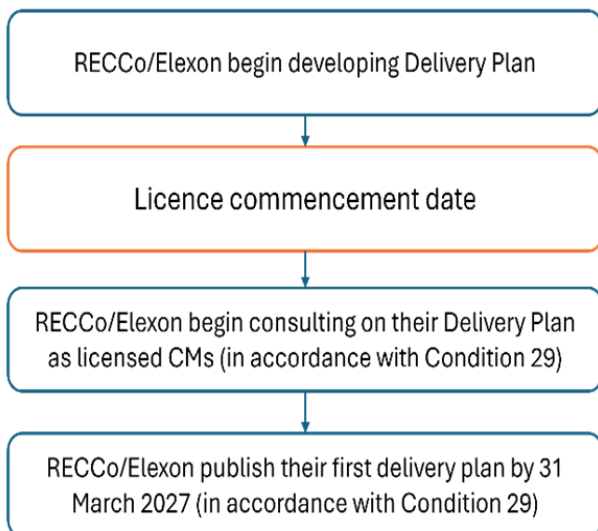 RECCo/Elexon begin developing Delivery Plan
Licence commencement date
RECCo/Elexon begin consulting on their Delivery Plan
as licensed CMs (in accordance with Condition 29)
RECCo/Elexon publish their first delivery plan by 31
March 2027 (in accordance with Condition 29)